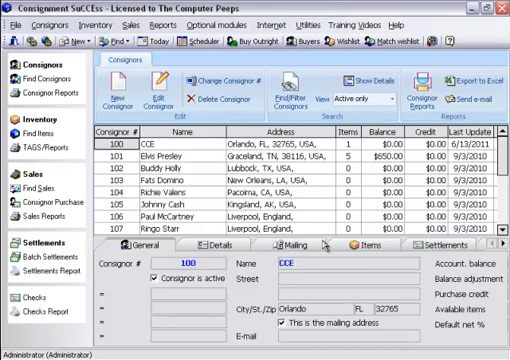 Consignment SuCCEss - Licensed to The Computer Peeps
File Consignors Inventory Sales Reports Optional modules Internet Utilities Training Videos Help
New Find Today Scheduler Buy Outright Buyers Wishlist Match wishlist
Consignors
Find Consignors
Consignor Reports
Inventory
Find Items
TAGS/Reports
Sales
Find Sales
Consignor Purchase
Sales Reports
Settlements
Batch Settlements
Settlements Report
Checks
Checks Report
Consignors
New Consignor
Edit Consignor
Change Consignor #
Delete Consignor
Edit
Find/Filter Consignors
Show Details
View Active only
Search
Consignor Reports
Export to Excel
Send e-mail
Reports
Consignor # Name Address Items Balance Credit Last Update
100 CCE Orlando, FL, 32765, USA, 1 $0.00 $0.00 6/13/2011
101 Elvis Presley Graceland, TN, 38116, USA, 5 $650.00 $0.00 9/3/2010
102 Buddy Holly Lubbock, TX, USA, 0 $0.00 $0.00 9/3/2010
103 Fats Domino New Orleans, LA, USA, 0 $0.00 $0.00 9/3/2010
104 Richie Valens Pacoima, CA, USA, 0 $0.00 $0.00 9/3/2010
105 Johnny Cash Kingsland, AK, USA, 0 $0.00 $0.00 9/3/2010
106 Paul McCartney Liverpool, England, 0 $0.00 $0.00 9/3/2010
107 Ringo Starr Liverpool, England, 0 $0.00 $0.00 9/3/2010
General Details Mailing Items Settlements
Consignor # 100 Name CCE Account. balance
Consignor is active Street Balance adjustment
= Purchase credit
= City/St./Zip Orlando FL 32765 Available items
= This is the mailing address Default net %
= E-mail
Administrator (Administrator)